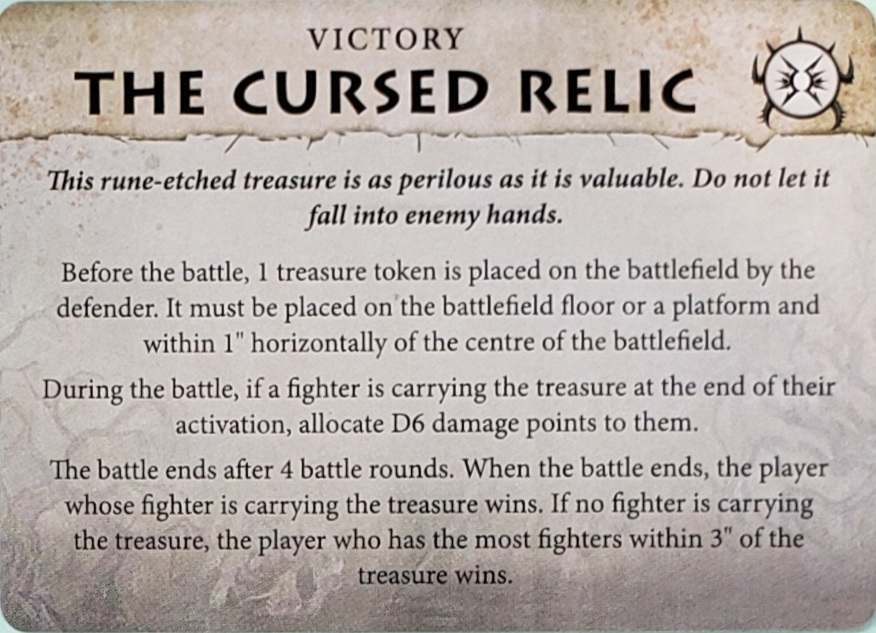 VICTORY
THE CURSED RELIC
This rune-etched treasure is as perilous as it is valuable. Do not let it
fall into enemy hands.
Before the battle, 1 treasure token is placed on the battlefield by the
defender. It must be placed on the battlefield floor or a platform and
within 1" horizontally of the centre of the battlefield.
During the battle, if a fighter is carrying the treasure at the end of their
activation, allocate D6 damage points to them.
The battle ends after 4 battle rounds. When the battle ends, the player
whose fighter is carrying the treasure wins. If no fighter is carrying
the treasure, the player who has the most fighters within 3" of the
treasure wins.